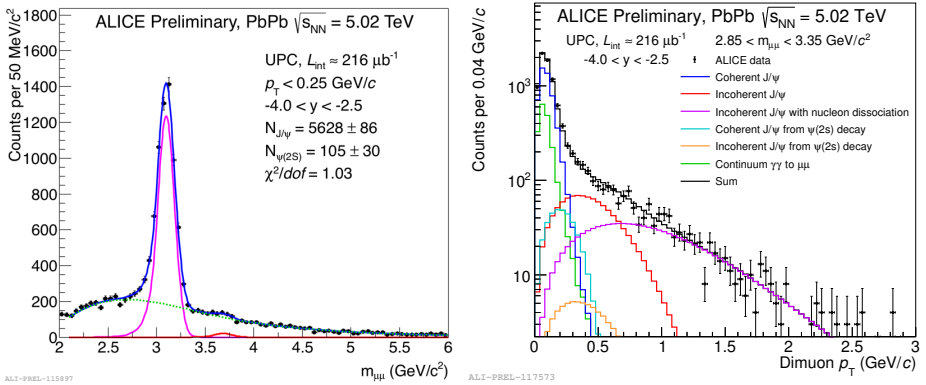 ALICE Preliminary, PbPb √sNN = 5.02 TeV
Counts per 50 MeV/c²
1800
1600
1400
1200
1000
800
600
400
200
0
UPC, Lint ≈ 216 μb⁻¹
pT < 0.25 GeV/c
-4.0 < y < -2.5
NJ/ψ = 5628 ± 86
Nψ(2S) = 105 ± 30
χ²/dof = 1.03
2 2.5 3 3.5 4 4.5 5 5.5 6
mμμ (GeV/c²)
ALI-PREL-115897
ALICE Preliminary, PbPb √sNN = 5.02 TeV
Counts per 0.04 GeV/c
10³
10²
10
UPC, Lint ≈ 216 μb⁻¹ 2.85 < mμμ < 3.35 GeV/c²
-4.0 < y < -2.5
ALICE data
Coherent J/ψ
Incoherent J/ψ
Incoherent J/ψ with nucleon dissociation
Coherent J/ψ from ψ(2s) decay
Incoherent J/ψ from ψ(2s) decay
Continuum γγ to μμ
Sum
0 0.5 1 1.5 2 2.5 3
Dimuon pT (GeV/c)
ALI-PREL-117573